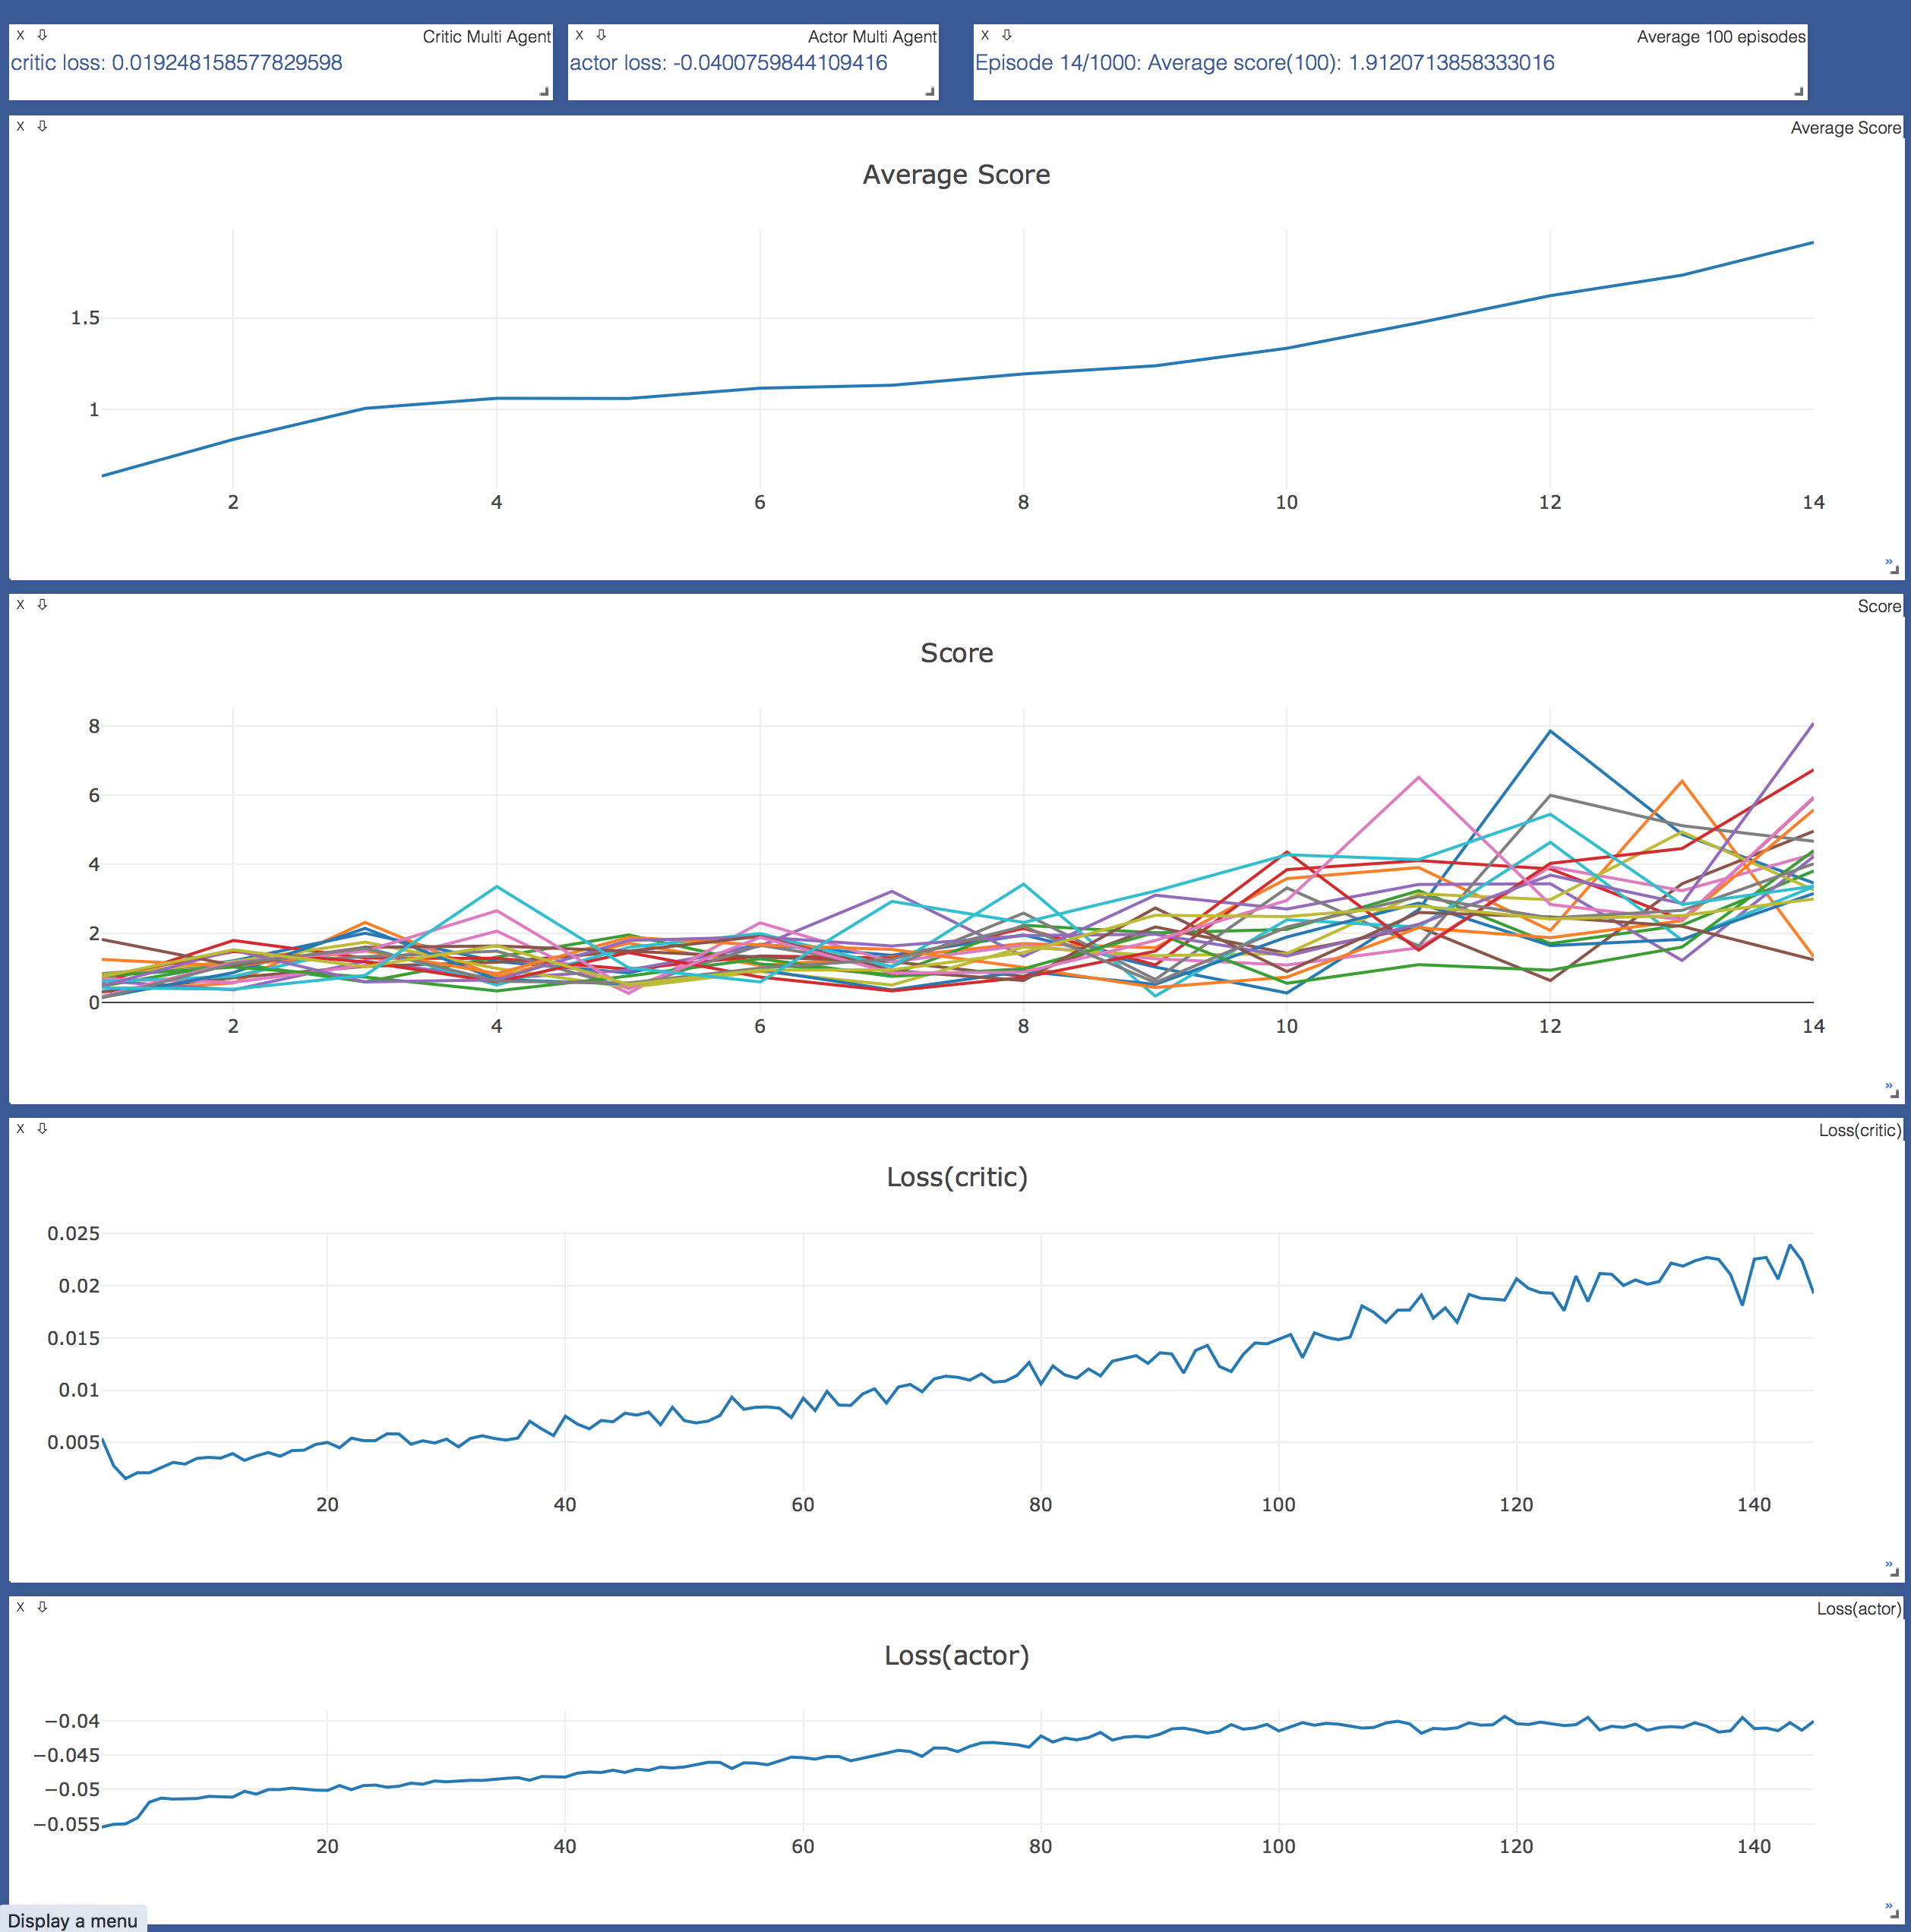 X ⇩ Critic Multi Agent
critic loss: 0.019248158577829598
X ⇩ Actor Multi Agent
actor loss: -0.0400759844109416
X ⇩ Average 100 episodes
Episode 14/1000: Average score(100): 1.9120713858333016
X ⇩ Average Score
Average Score
1.5
1
2 4 6 8 10 12 14
»
X ⇩ Score
Score
8
6
4
2
0
2 4 6 8 10 12 14
»
X ⇩ Loss(critic)
Loss(critic)
0.025
0.02
0.015
0.01
0.005
20 40 60 80 100 120 140
»
X ⇩ Loss(actor)
Loss(actor)
−0.04
−0.045
−0.05
−0.055
20 40 60 80 100 120 140
»
Display a menu